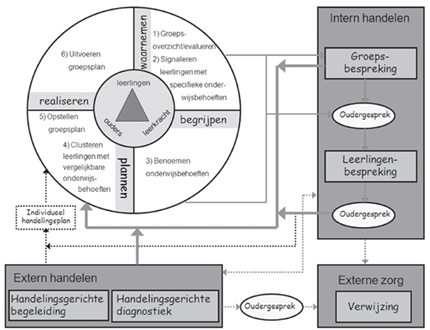 waarnemen
1) Groeps-
overzicht/evalueren
2) Signaleren
leerlingen met
specifieke onder-
wijsbehoeften
6) Uitvoeren
groepsplan
realiseren
leerlingen
ouders
leerkracht
begrijpen
5) Opstellen
groepsplan
4) Clusteren
leerlingen met
vergelijkbare
onderwijs-
behoeften
plannen
3) Benoemen
onderwijsbehoeften
Individueel
handelingsplan
Intern handelen
Groeps-
bespreking
Oudergesprek
Leerlingen-
bespreking
Oudergesprek
Extern handelen
Handelingsgerichte
begeleiding
Handelingsgerichte
diagnostiek
Oudergesprek
Externe zorg
Verwijzing